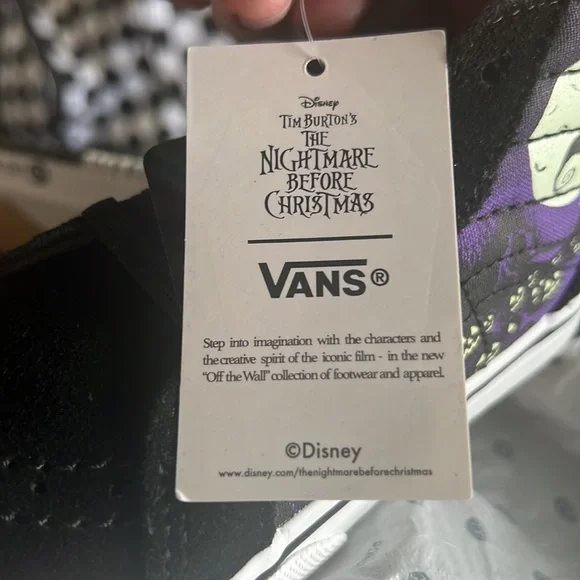 Disney
TIM BURTON'S
THE
NIGHTMARE
BEFORE
CHRISTMAS
VANS®
Step into imagination with the characters and
the creative spirit of the iconic film - in the new
"Off the Wall" collection of footwear and apparel.
©Disney
www.disney.com/thenightmarebeforechristmas